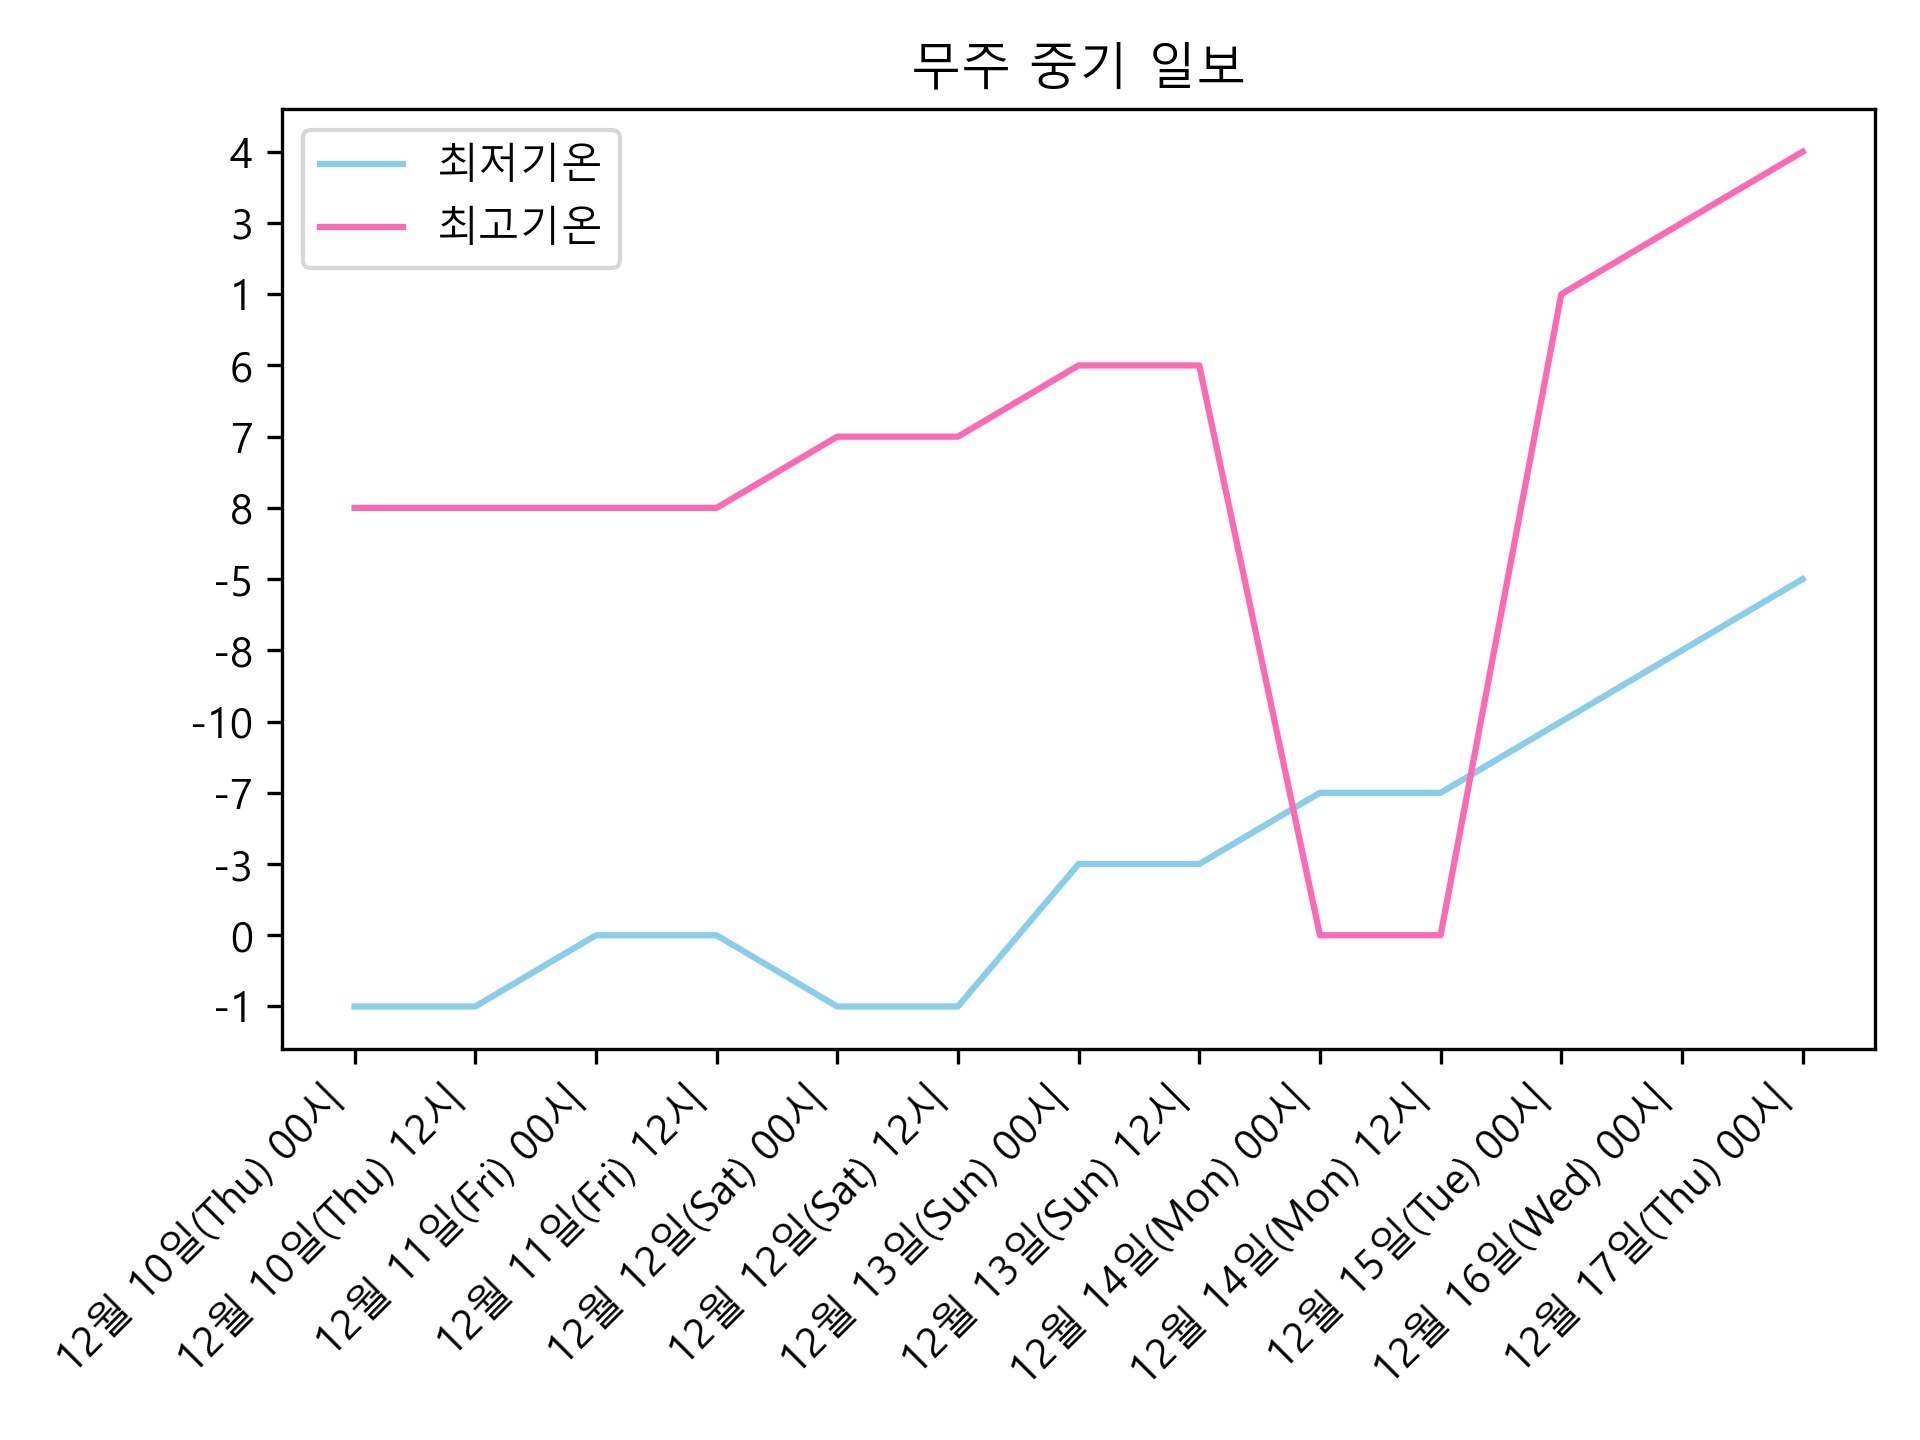 무주 중기 일보
최저기온
최고기온
4
3
1
6
7
8
-5
-8
-10
-7
-3
0
-1
12월 10일(Thu) 00시
12월 10일(Thu) 12시
12월 11일(Fri) 00시
12월 11일(Fri) 12시
12월 12일(Sat) 00시
12월 12일(Sat) 12시
12월 13일(Sun) 00시
12월 13일(Sun) 12시
12월 14일(Mon) 00시
12월 14일(Mon) 12시
12월 15일(Tue) 00시
12월 16일(Wed) 00시
12월 17일(Thu) 00시